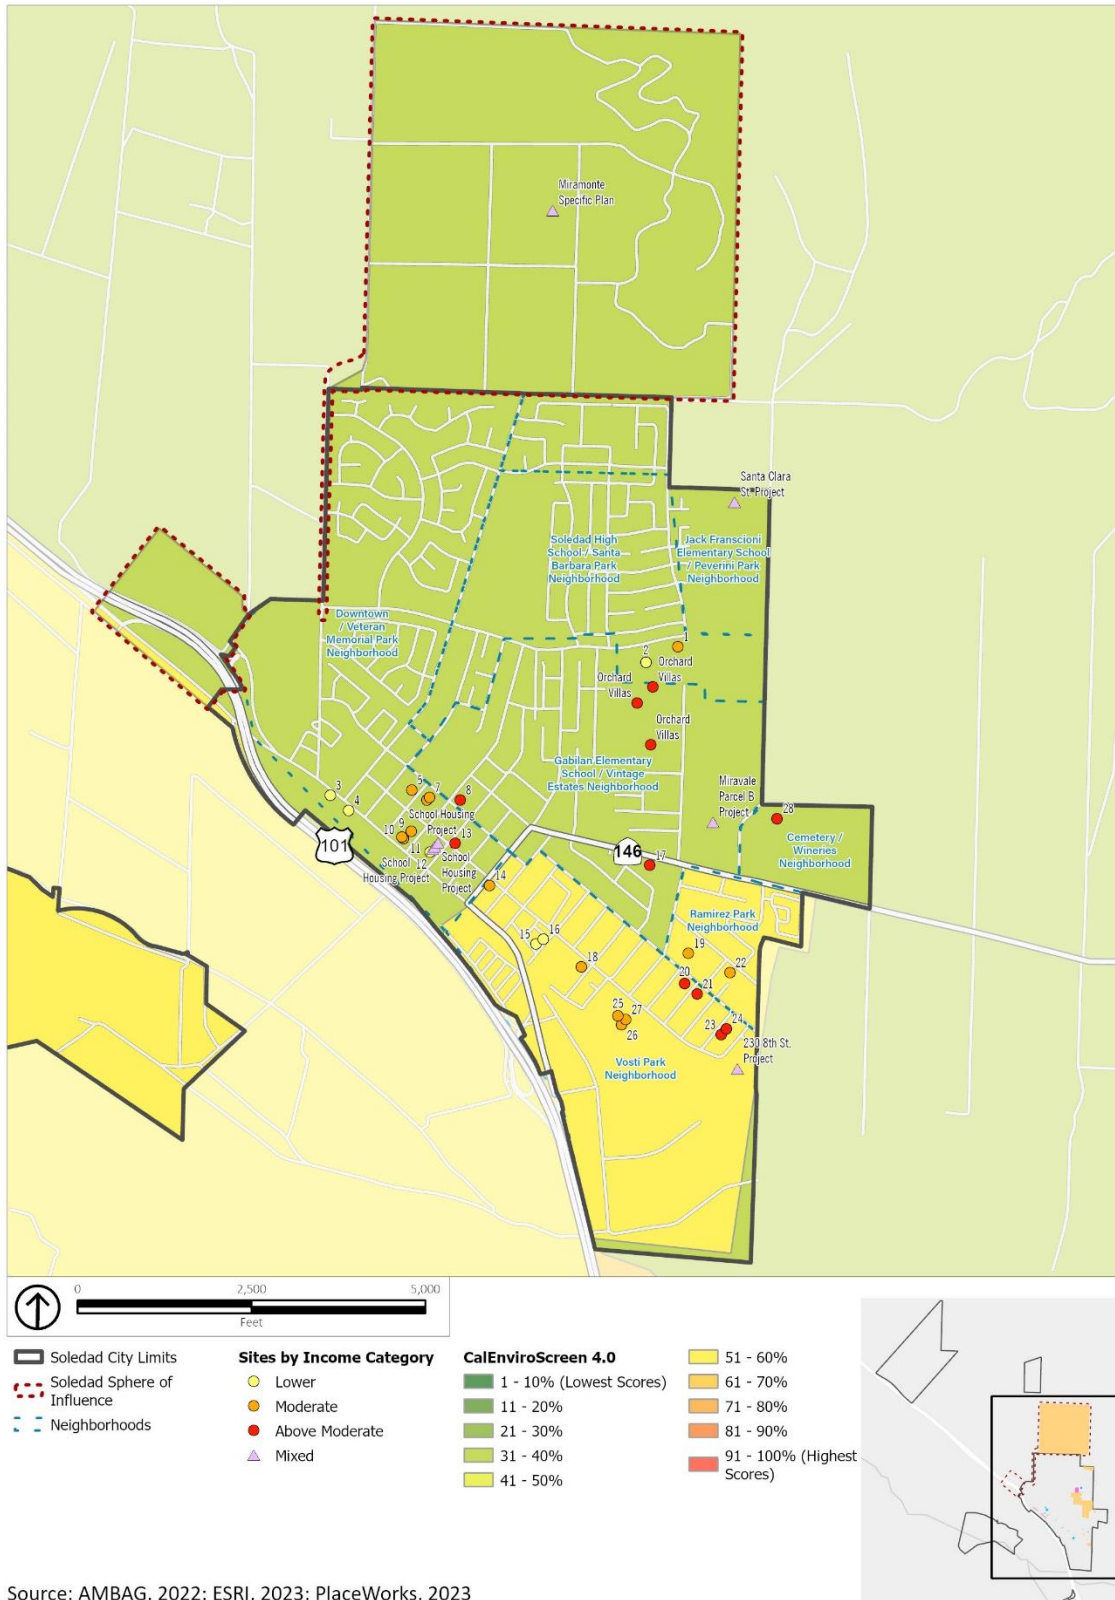 Miramonte
Specific Plan
Santa Clara
St. Project
Soledad High
School / Santa
Barbara Park
Neighborhood
Jack Franscioni
Elementary School
/ Peverini Park
Neighborhood
Downtown
/ Veteran
Memorial Park
Neighborhood
1
2
Orchard
Villas
Orchard
Villas
Orchard
Villas
Gabilan Elementary
School / Vintage
Estates Neighborhood
Miravale
Parcel B
Project
28
Cemetery /
Wineries
Neighborhood
3
4
5
7
8
School Housing
Project
9
10
11
12
13
School
Housing Project
School
Housing
Project
101
146
17
14
Ramirez Park
Neighborhood
15
16
18
19
22
20
21
25
27
26
23
24
230 8th St.
Project
Vosti Park
Neighborhood
0 2,500 5,000
Feet
Soledad City Limits
Soledad Sphere of
Influence
Neighborhoods
Sites by Income Category
Lower
Moderate
Above Moderate
Mixed
CalEnviroScreen 4.0
1 - 10% (Lowest Scores)
11 - 20%
21 - 30%
31 - 40%
41 - 50%
51 - 60%
61 - 70%
71 - 80%
81 - 90%
91 - 100% (Highest
Scores)
Source: AMBAG, 2022; ESRI, 2023; PlaceWorks, 2023